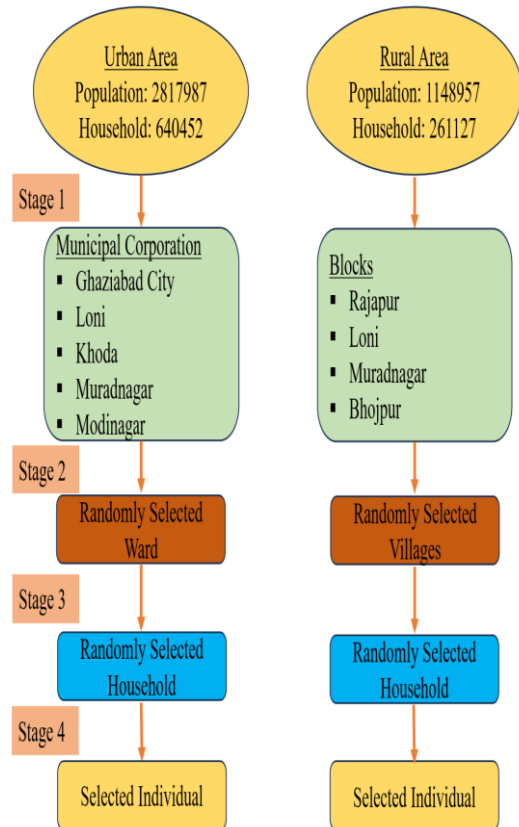 Urban Area
Population: 2817987
Household: 640452
Rural Area
Population: 1148957
Household: 261127
Stage 1
Municipal Corporation
▪ Ghaziabad City
▪ Loni
▪ Khoda
▪ Muradnagar
▪ Modinagar
Blocks
▪ Rajapur
▪ Loni
▪ Muradnagar
▪ Bhojpur
Stage 2
Randomly Selected
Ward
Randomly Selected
Villages
Stage 3
Randomly Selected
Household
Randomly Selected
Household
Stage 4
Selected Individual
Selected Individual